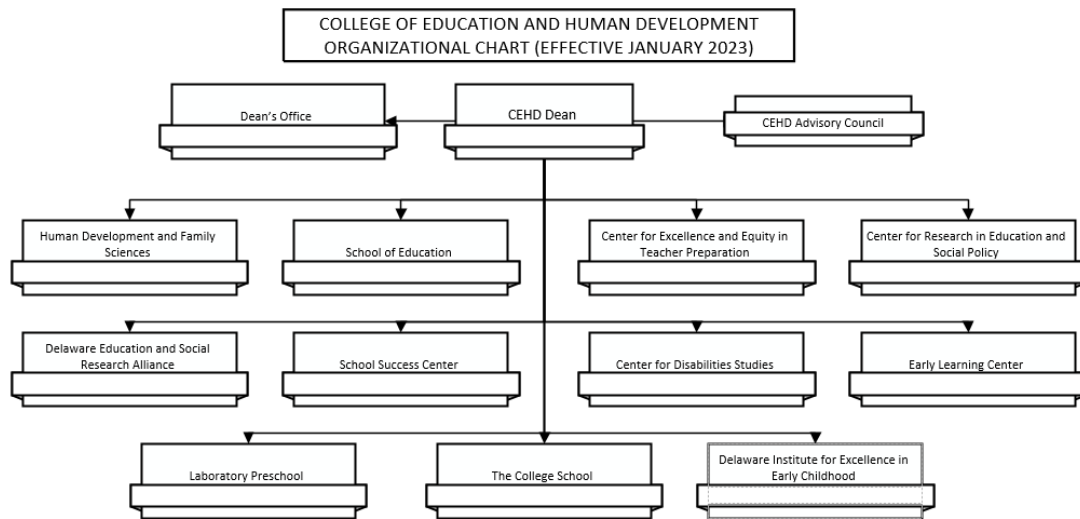 COLLEGE OF EDUCATION AND HUMAN DEVELOPMENT
ORGANIZATIONAL CHART (EFFECTIVE JANUARY 2023)
Dean's Office
CEHD Dean
CEHD Advisory Council
Human Development and Family
Sciences
School of Education
Center for Excellence and Equity in
Teacher Preparation
Center for Research in Education and
Social Policy
Delaware Education and Social
Research Alliance
School Success Center
Center for Disabilities Studies
Early Learning Center
Laboratory Preschool
The College School
Delaware Institute for Excellence in
Early Childhood